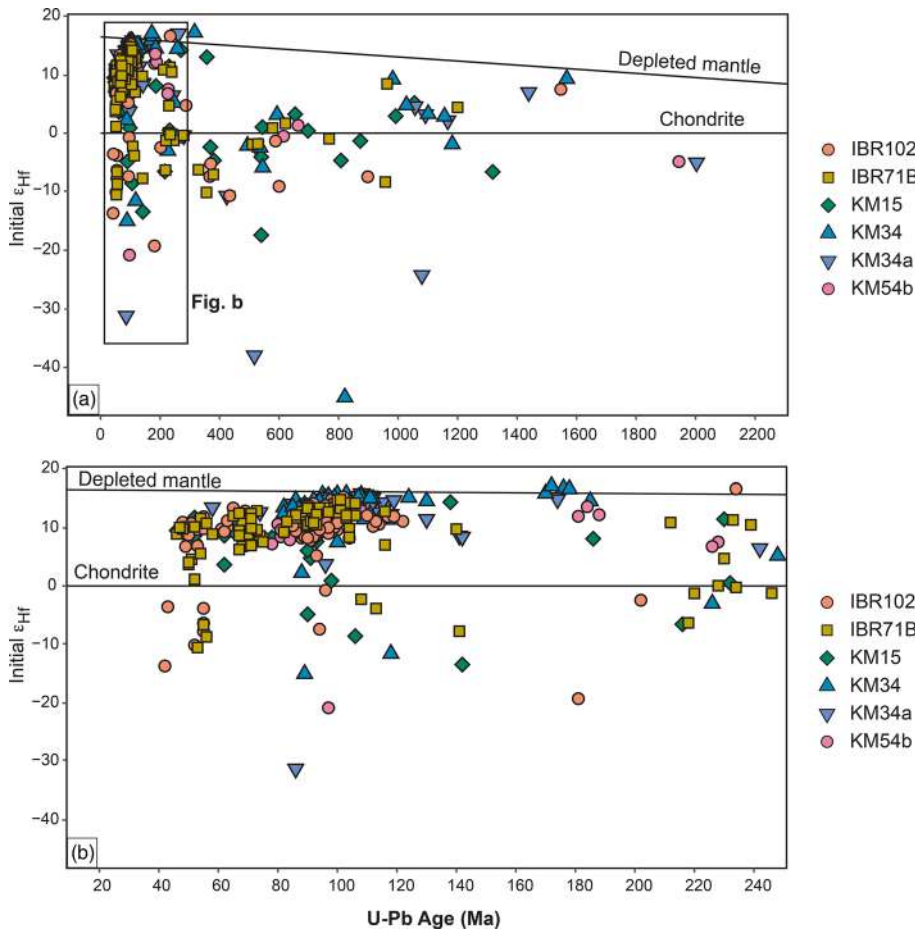 20
10
0
−10
−20
−30
−40
Initial εHf
Depleted mantle
Chondrite
Fig. b
(a)
0 200 400 600 800 1000 1200 1400 1600 1800 2000 2200
IBR102
IBR71B
KM15
KM34
KM34a
KM54b
20
10
0
−10
−20
−30
−40
Initial εHf
Depleted mantle
Chondrite
(b)
20 40 60 80 100 120 140 160 180 200 220 240
U-Pb Age (Ma)
IBR102
IBR71B
KM15
KM34
KM34a
KM54b